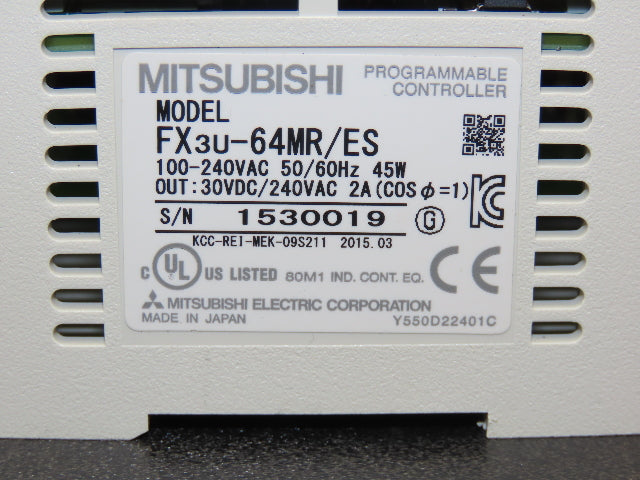 MITSUBISHI
PROGRAMMABLE
CONTROLLER
MODEL
FX3U-64MR/ES
100-240VAC 50/60Hz 45W
OUT:30VDC/240VAC 2A(COSφ=1)
S/N 1530019 G
KCC-REI-MEK-09S211 2015.03
C UL US LISTED 80M1 IND. CONT. EQ. CE
MITSUBISHI ELECTRIC CORPORATION
MADE IN JAPAN Y550D22401C